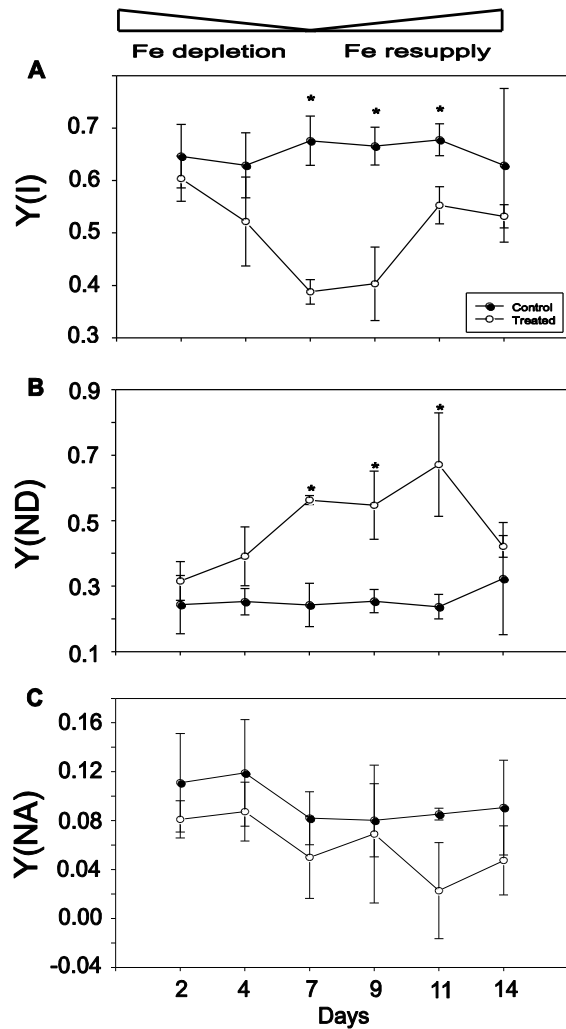 Fe depletion Fe resupply
A
0.7
0.6
0.5
0.4
0.3
Y(I)
* * *
Control
Treated
B
0.9
0.7
0.5
0.3
0.1
Y(ND)
* * *
C
0.16
0.12
0.08
0.04
0.00
-0.04
Y(NA)
2 4 7 9 11 14
Days